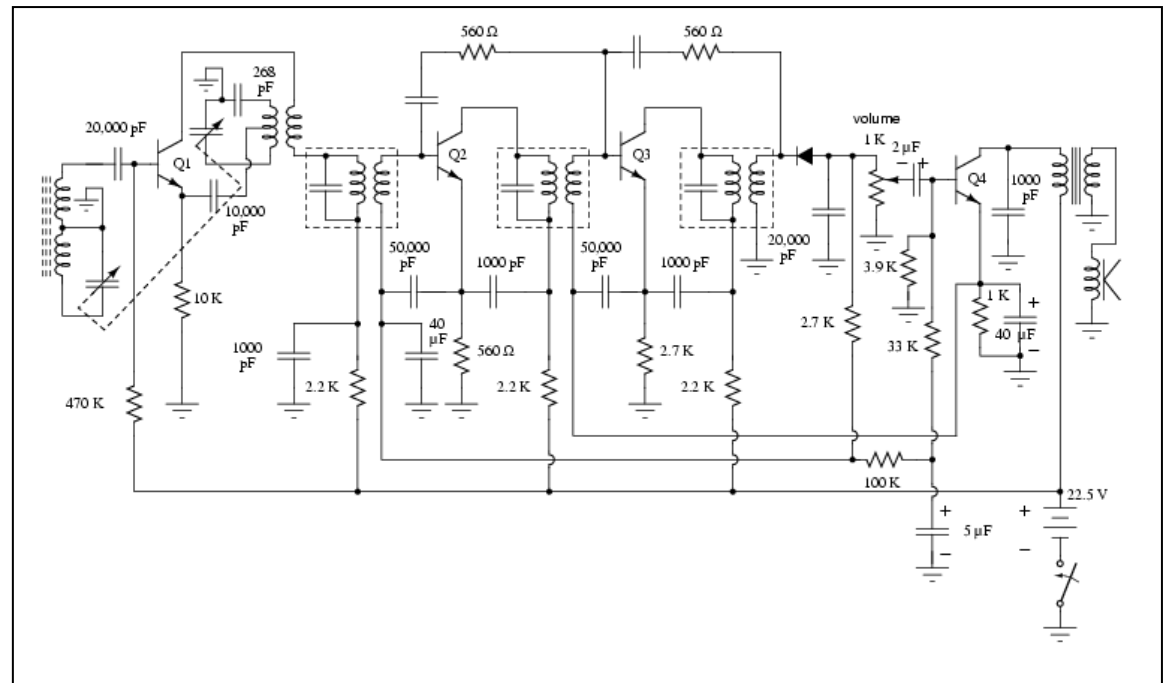 560 Ω
560 Ω
268
pF
20,000 pF
Q1
Q2
Q3
volume
1 K
2 µF
− +
Q4
1000
pF
10,000
pF
50,000
pF
1000 pF
50,000
pF
1000 pF
20,000
pF
3.9 K
10 K
1 K
+
40 µF
−
1000
pF
40
µF
560 Ω
2.7 K
2.7 K
33 K
2.2 K
2.2 K
2.2 K
470 K
100 K
22.5 V
+
5 µF
−
+
−